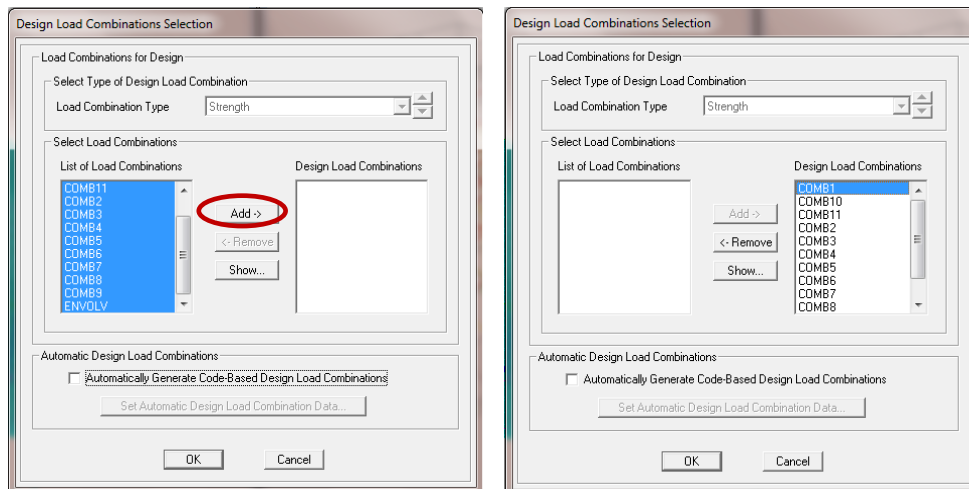 Design Load Combinations Selection
Load Combinations for Design
Select Type of Design Load Combination
Load Combination Type
Strength
Select Load Combinations
List of Load Combinations
Design Load Combinations
COMB11
COMB2
COMB3
COMB4
COMB5
COMB6
COMB7
COMB8
COMB9
ENVOLV
Add ->
<- Remove
Show...
Automatic Design Load Combinations
Automatically Generate Code-Based Design Load Combinations
Set Automatic Design Load Combination Data...
OK
Cancel
Design Load Combinations Selection
Load Combinations for Design
Select Type of Design Load Combination
Load Combination Type
Strength
Select Load Combinations
List of Load Combinations
Design Load Combinations
Add ->
<- Remove
Show...
COMB1
COMB10
COMB11
COMB2
COMB3
COMB4
COMB5
COMB6
COMB7
COMB8
Automatic Design Load Combinations
Automatically Generate Code-Based Design Load Combinations
Set Automatic Design Load Combination Data...
OK
Cancel